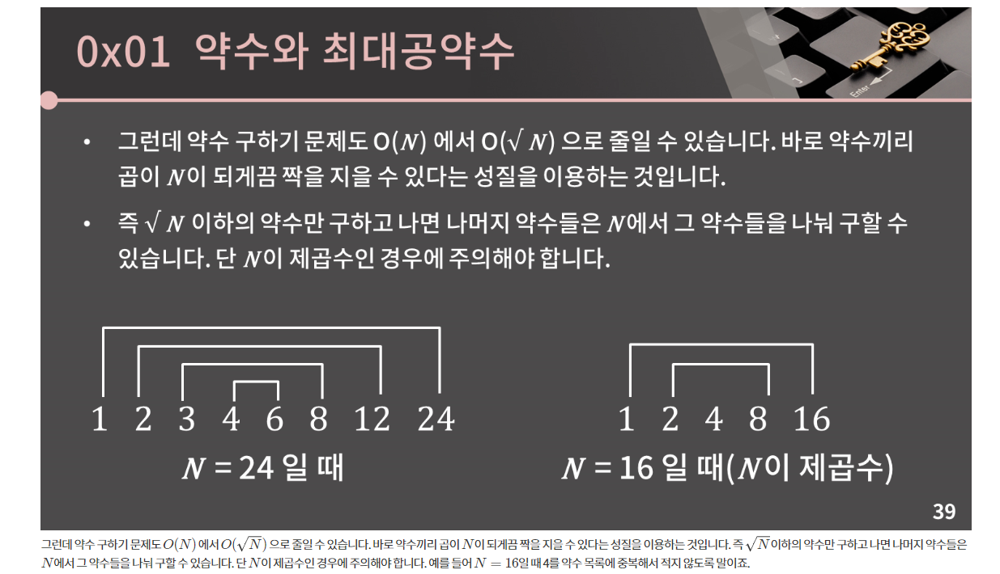 0x01 약수와 최대공약수
Enter
• 그런데 약수 구하기 문제도 O(N) 에서 O(√ N) 으로 줄일 수 있습니다. 바로 약수끼리
곱이 N이 되게끔 짝을 지을 수 있다는 성질을 이용하는 것입니다.
• 즉 √ N 이하의 약수만 구하고 나면 나머지 약수들은 N에서 그 약수들을 나눠 구할 수
있습니다. 단 N이 제곱수인 경우에 주의해야 합니다.
1 2 3 4 6 8 12 24
N = 24 일 때
1 2 4 8 16
N = 16 일 때(N이 제곱수)
39
그런데 약수 구하기 문제도 O(N) 에서 O(√N) 으로 줄일 수 있습니다. 바로 약수끼리 곱이 N이 되게끔 짝을 지을 수 있다는 성질을 이용하는 것입니다. 즉 √N 이하의 약수만 구하고 나면 나머지 약수들은
N에서 그 약수들을 나눠 구할 수 있습니다. 단 N이 제곱수인 경우에 주의해야 합니다. 예를 들어 N = 16일 때 4를 약수 목록에 중복해서 적지 않도록 말이죠.